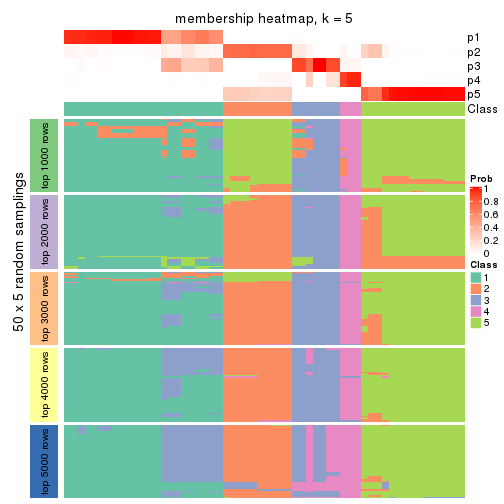 membership heatmap, k = 5
p1
p2
p3
p4
p5
Class
50 x 5 random samplings
top 1000 rows
top 2000 rows
top 3000 rows
top 4000 rows
top 5000 rows
Prob
1
0.8
0.6
0.4
0.2
0
Class
1
2
3
4
5